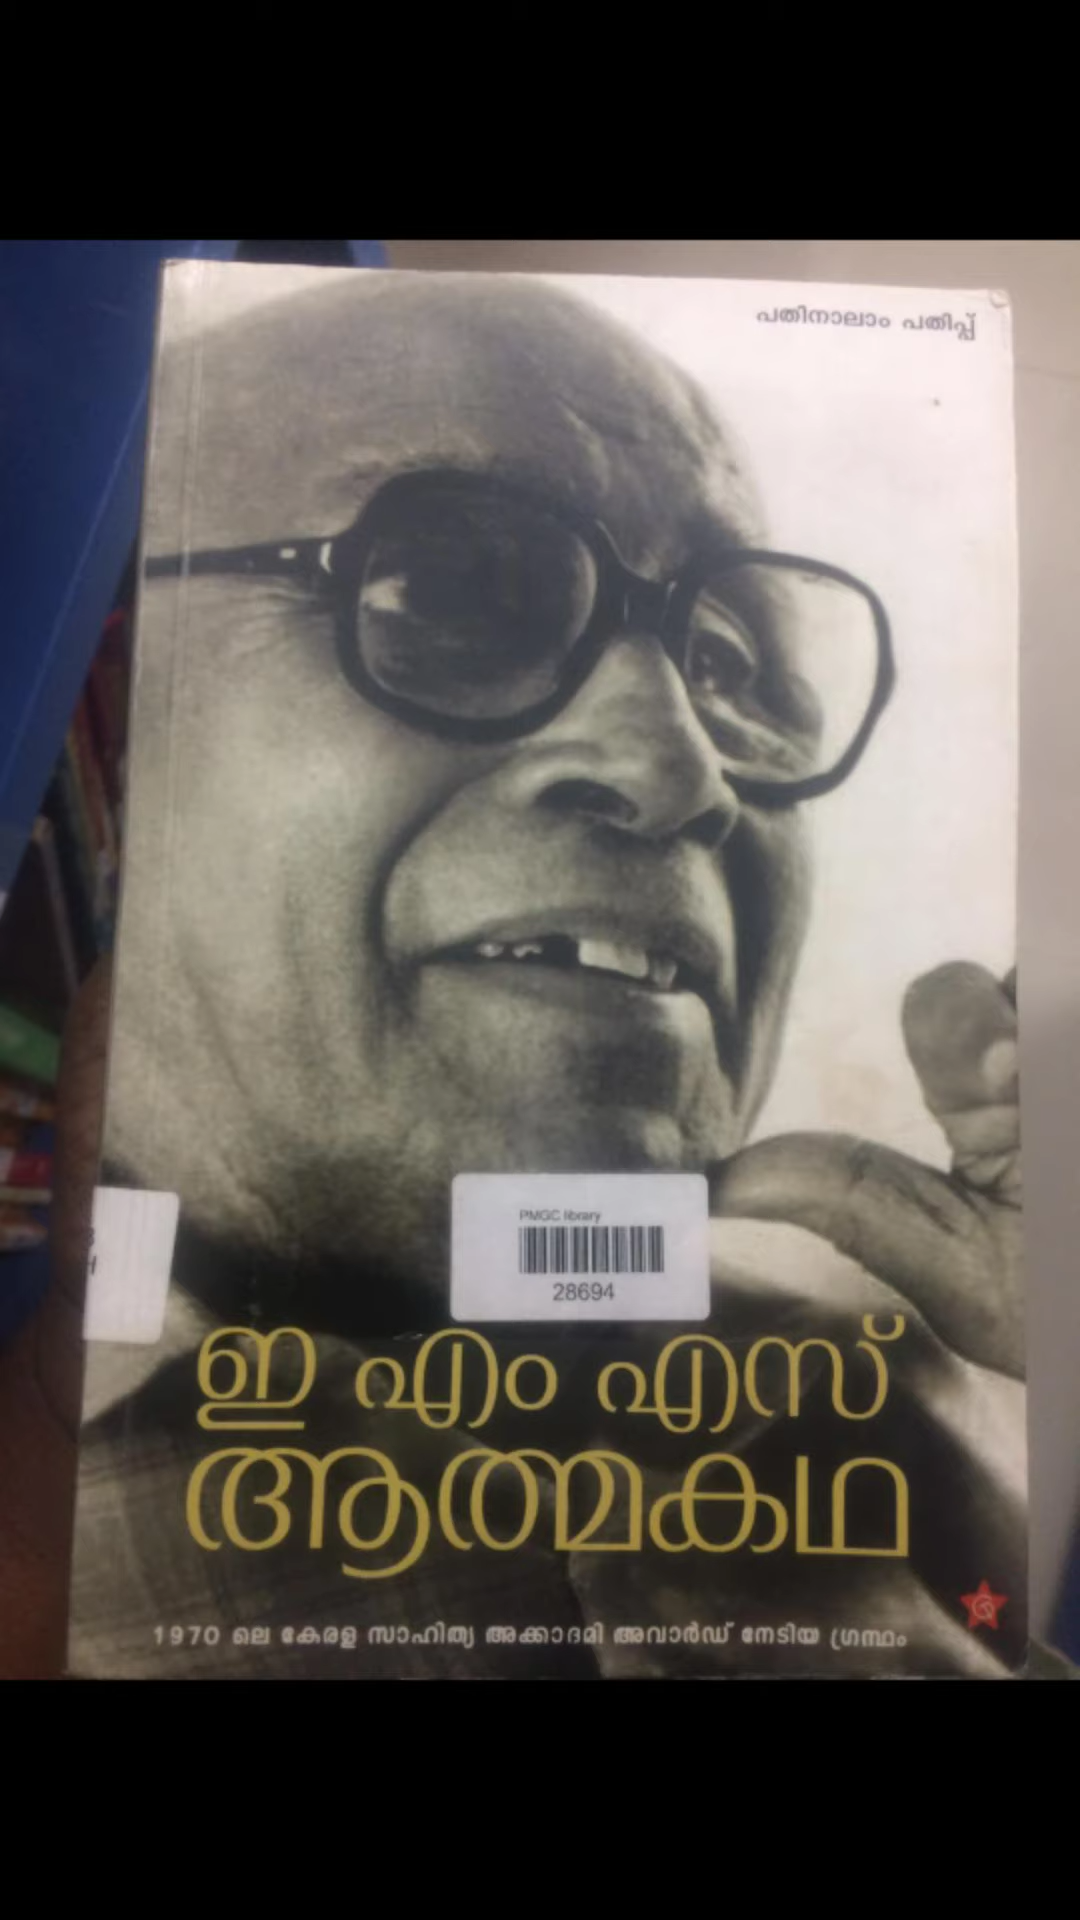 പതിനാലാം പതിപ്പ്
PMGC library
28694
ഇ എം എസ്
ആത്മകഥ
1970 ലെ കേരള സാഹിത്യ അക്കാദമി അവാർഡ് നേടിയ ഗ്രന്ഥം